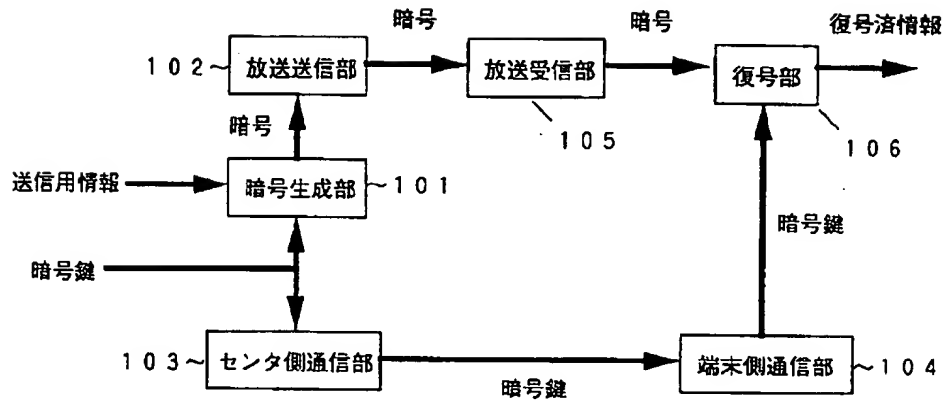 暗号
暗号
復号済情報
102
放送送信部
放送受信部
復号部
暗号
105
106
送信用情報
暗号生成部
101
暗号鍵
暗号鍵
103
センタ側通信部
暗号鍵
端末側通信部
104